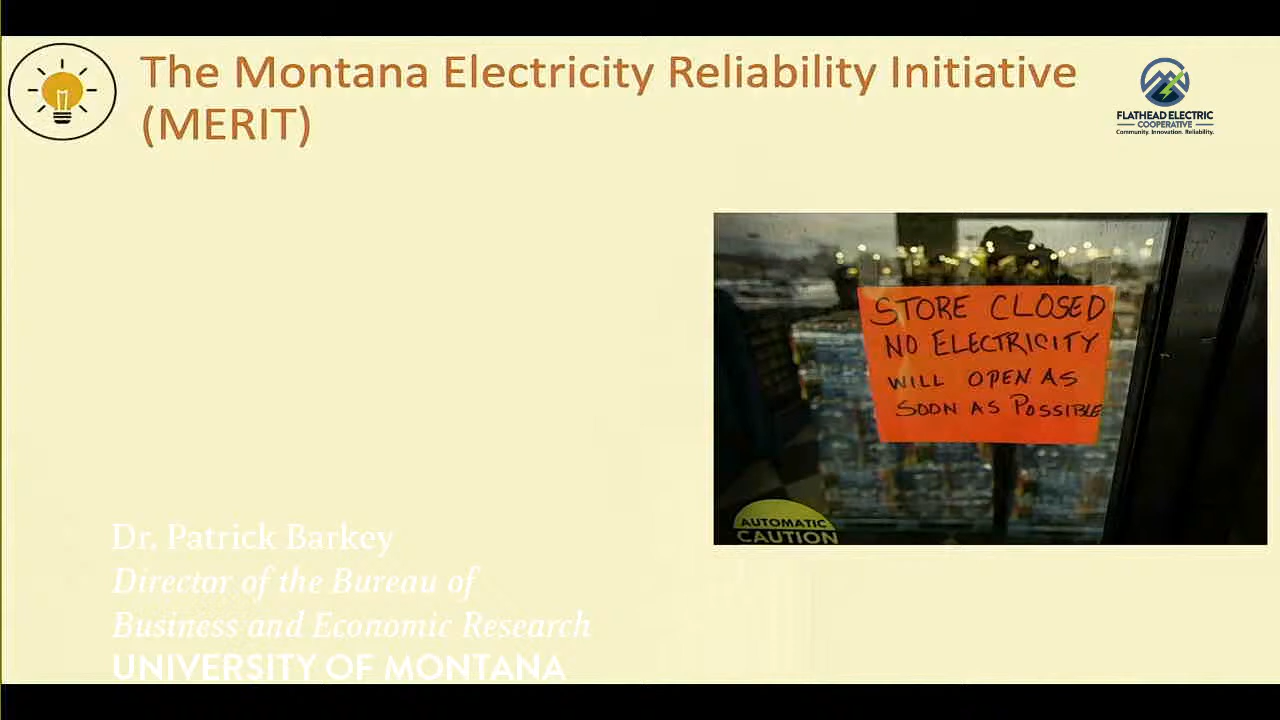 The Montana Electricity Reliability Initiative
(MERIT)
FLATHEAD ELECTRIC
COOPERATIVE
Community. Innovation. Reliability.
STORE CLOSED
NO ELECTRICITY
WILL OPEN AS
SOON AS POSSIBLE
AUTOMATIC
CAUTION
Dr. Patrick Barkey
Director of the Bureau of
Business and Economic Research
UNIVERSITY OF MONTANA